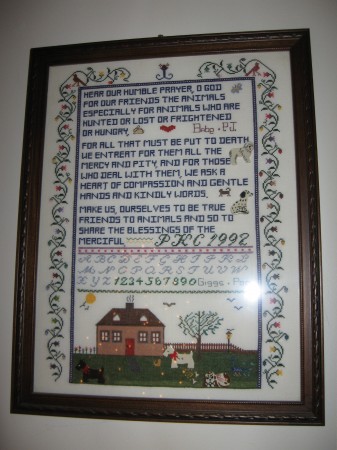 HEAR OUR HUMBLE PRAYER, O GOD
FOR OUR FRIENDS THE ANIMALS
ESPECIALLY FOR ANIMALS WHO ARE
HUNTED OR LOST OR FRIGHTENED
OR HUNGRY. Bebe · PJ
FOR ALL THAT MUST BE PUT TO DEATH
WE ENTREAT FOR THEM ALL THE
MERCY AND PITY, AND FOR THOSE
WHO DEAL WITH THEM, WE ASK A
HEART OF COMPASSION AND GENTLE
HANDS AND KINDLY WORDS.
MAKE US, OURSELVES TO BE TRUE
FRIENDS TO ANIMALS AND SO TO
SHARE THE BLESSINGS OF THE
MERCIFUL PKC 1992
A B C D E F G H I J K L
M N O P Q R S T U V W
X Y Z 1234567890 Giggs